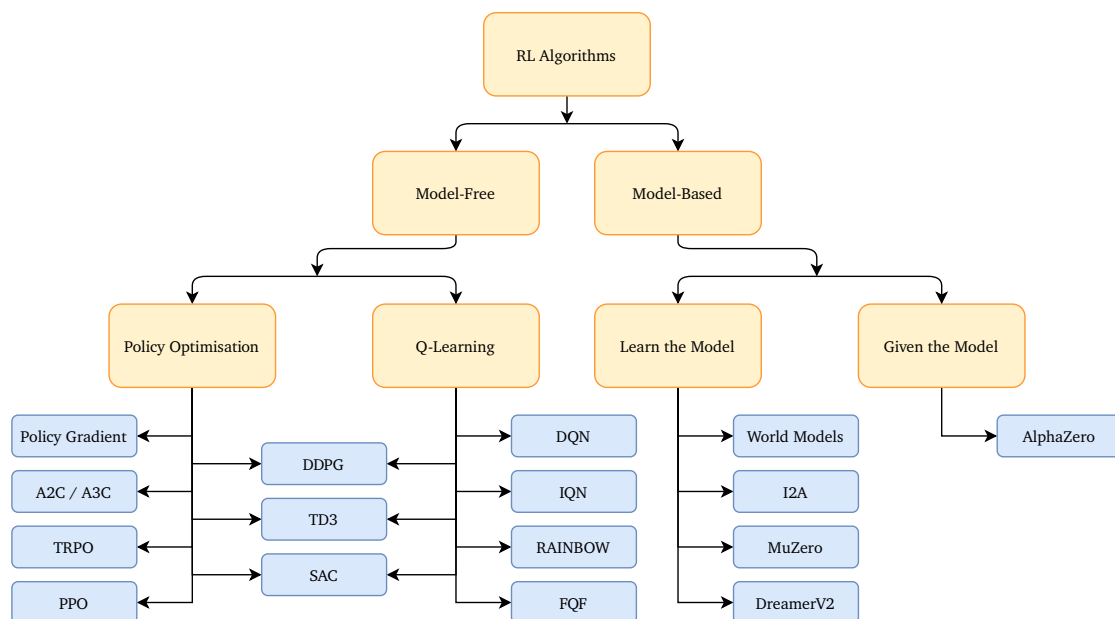 RL Algorithms
Model-Free
Model-Based
Policy Optimisation
Q-Learning
Learn the Model
Given the Model
Policy Gradient
DQN
World Models
AlphaZero
DDPG
A2C / A3C
IQN
I2A
TD3
TRPO
RAINBOW
MuZero
SAC
PPO
FQF
DreamerV2